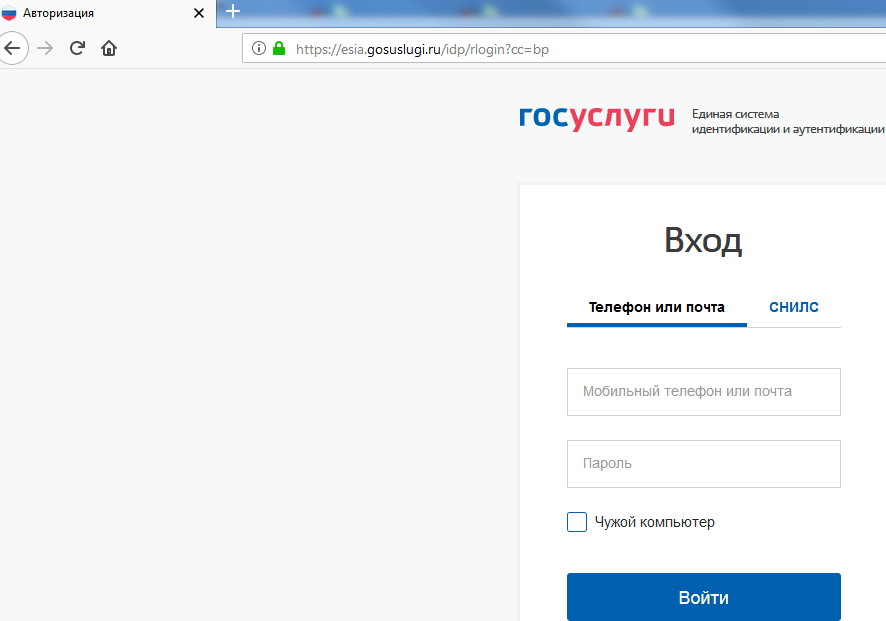 Авторизация
https://esia.gosuslugi.ru/idp/rlogin?cc=bp
госуслуги
Единая система
идентификации и аутентификации
Вход
Телефон или почта СНИЛС
Мобильный телефон или почта
Пароль
Чужой компьютер
Войти